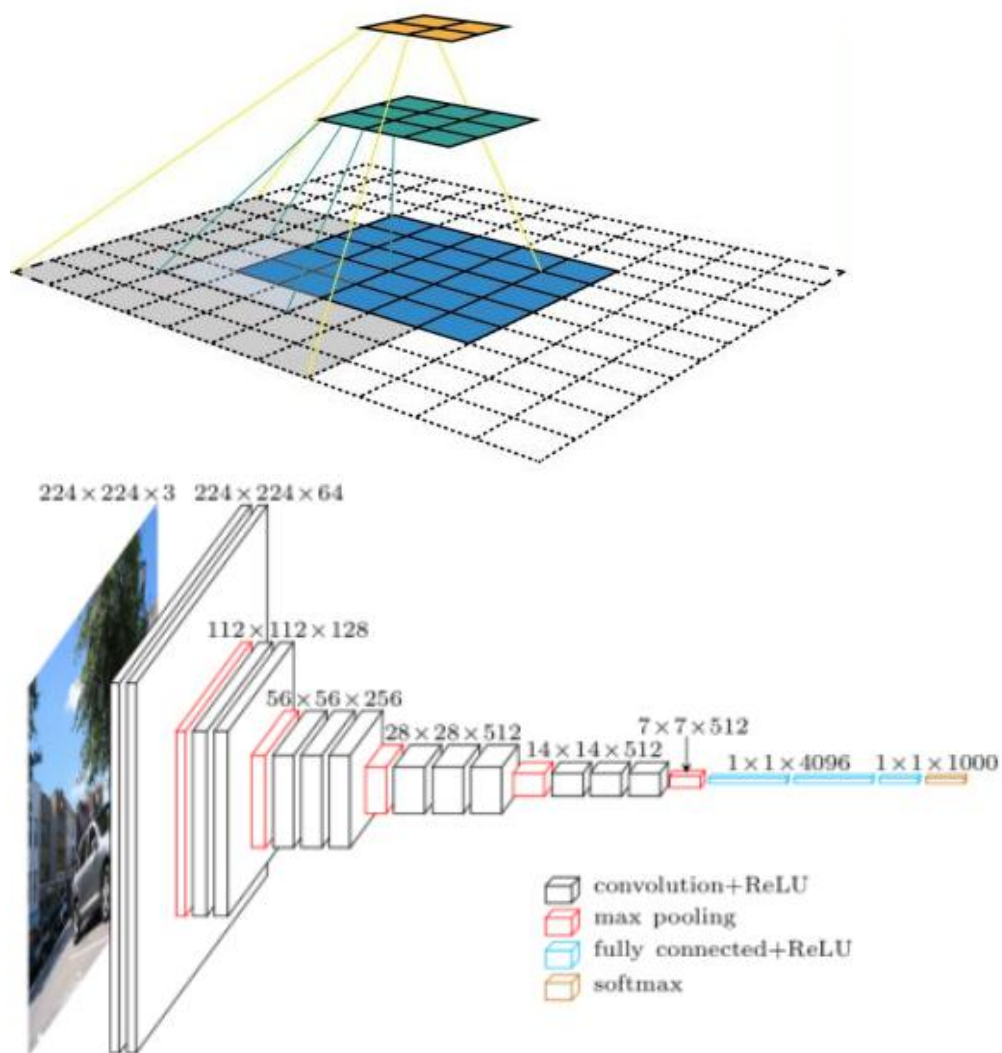 224×224×3
224×224×64
112×112×128
56×56×256
28×28×512
14×14×512
7×7×512
1×1×4096
1×1×1000
convolution+ReLU
max pooling
fully connected+ReLU
softmax